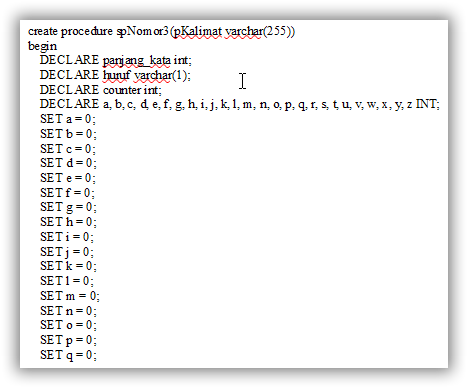 create procedure spNomor3(pKalimat varchar(255))
begin
DECLARE panjang_kata int;
DECLARE huruf varchar(1);
DECLARE counter int;
DECLARE a, b, c, d, e, f, g, h, i, j, k, l, m, n, o, p, q, r, s, t, u, v, w, x, y, z INT;
SET a = 0;
SET b = 0;
SET c = 0;
SET d = 0;
SET e = 0;
SET f = 0;
SET g = 0;
SET h = 0;
SET i = 0;
SET j = 0;
SET k = 0;
SET l = 0;
SET m = 0;
SET n = 0;
SET o = 0;
SET p = 0;
SET q = 0;